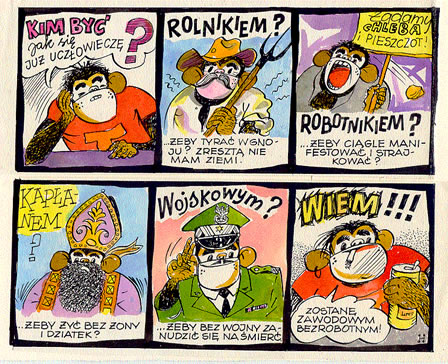 KIM BYĆ
jak się
JUŻ UCZŁOWIECZĘ
?
ROLNIKIEM?
...ŻEBY TYRAĆ W GNO-
JU? ZRESZTĄ NIE
MAM ZIEMI.
Żądamy
CHLEBA
I PIESZCZOT!
ROBOTNIKIEM?
...ŻEBY CIĄGLE MANI-
FESTOWAĆ I STRAJ-
KOWAĆ?
KAPŁA-
NEM
?
...ŻEBY ŻYĆ BEZ ŻONY
I DZIATEK?
Wojskowym?
...ŻEBY BEZ WOJNY ZA-
NUDZIĆ SIĘ NA ŚMIERĆ
WIEM!!!
ZOSTANĘ
ZAWODOWYM
BEZROBOTNYM!